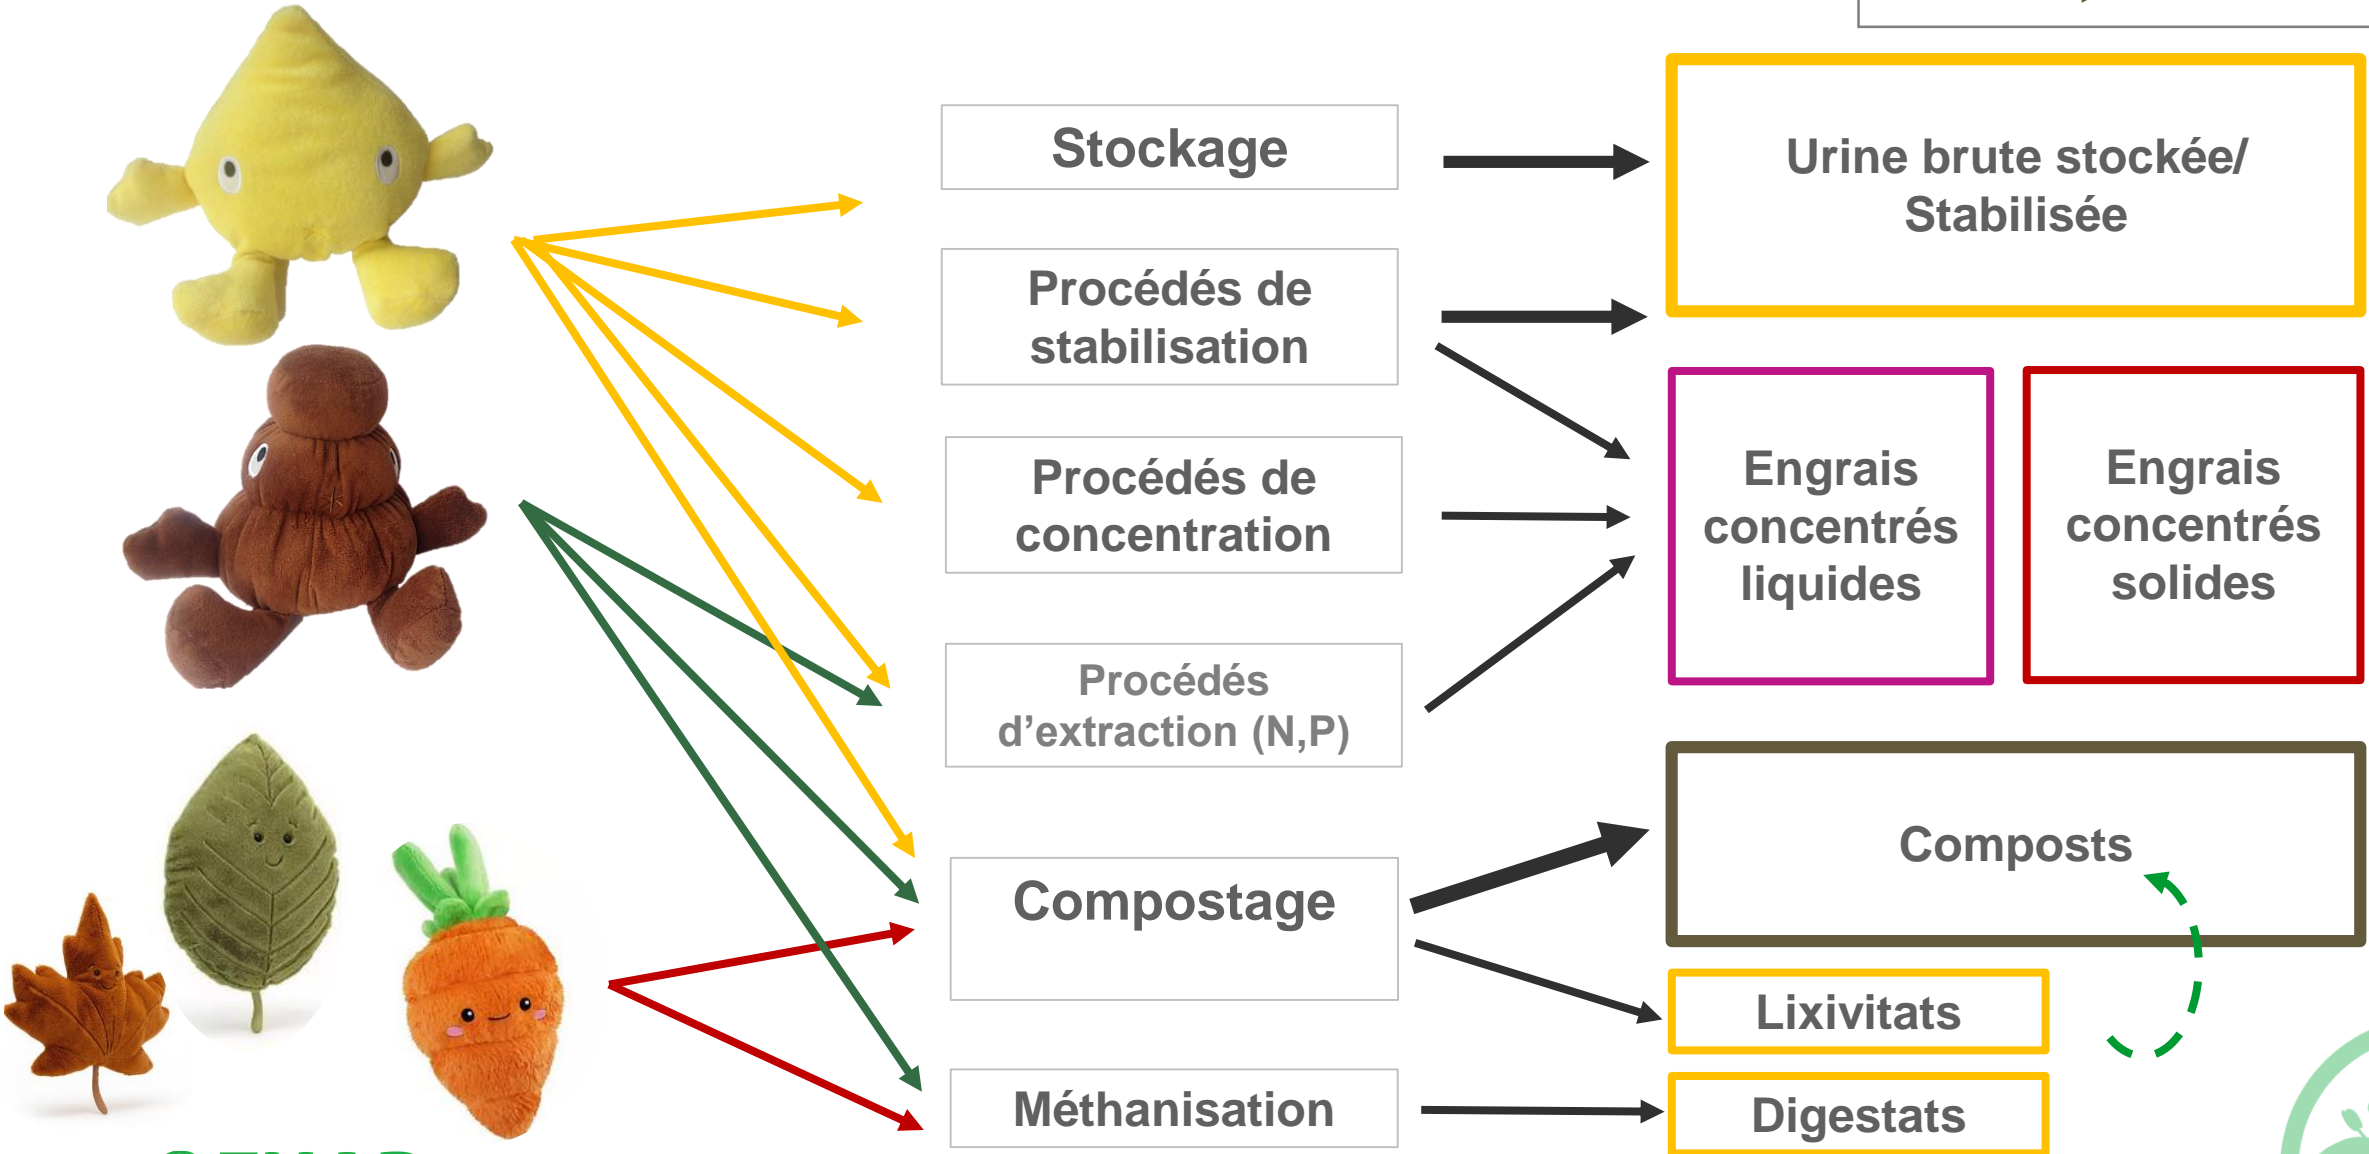 Stockage
Urine brute stockée/
Stabilisée
Procédés de
stabilisation
Procédés de
concentration
Engrais
concentrés
liquides
Engrais
concentrés
solides
Procédés
d’extraction (N,P)
Compostage
Composts
Lixivitats
Méthanisation
Digestats